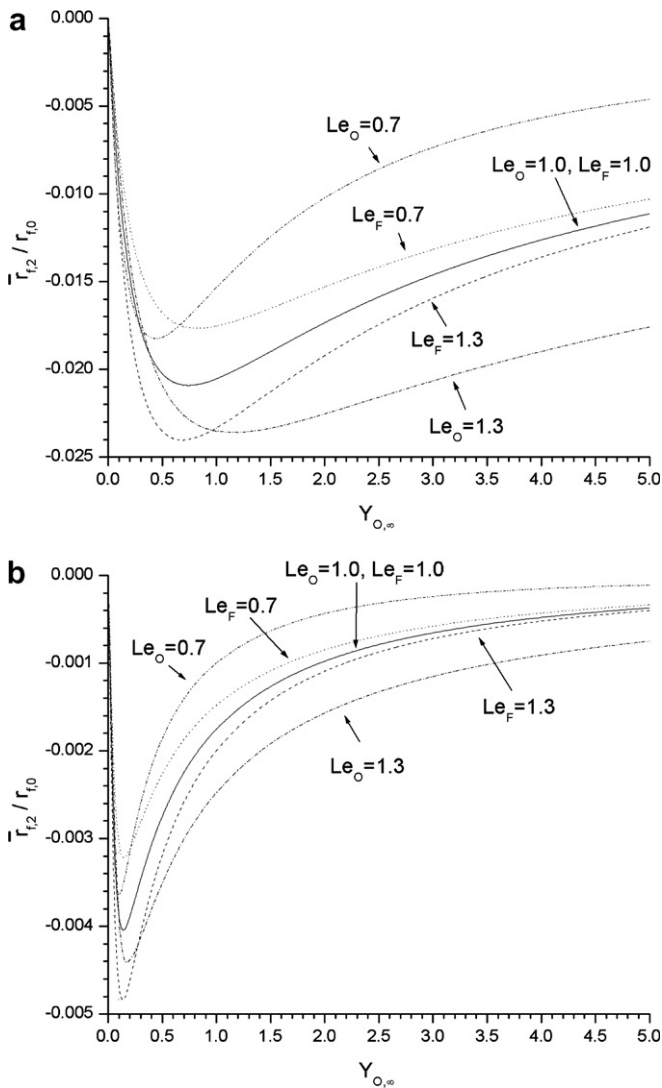 a
0.000
-0.005
-0.010
-0.015
-0.020
-0.025
r̄f,2 / rf,0
LeO=0.7
LeO=1.0, LeF=1.0
LeF=0.7
LeF=1.3
LeO=1.3
0.0 0.5 1.0 1.5 2.0 2.5 3.0 3.5 4.0 4.5 5.0
YO,∞
b
0.000
-0.001
-0.002
-0.003
-0.004
-0.005
r̄f,2 / rf,0
LeO=1.0, LeF=1.0
LeF=0.7
LeO=0.7
LeF=1.3
LeO=1.3
0.0 0.5 1.0 1.5 2.0 2.5 3.0 3.5 4.0 4.5 5.0
YO,∞